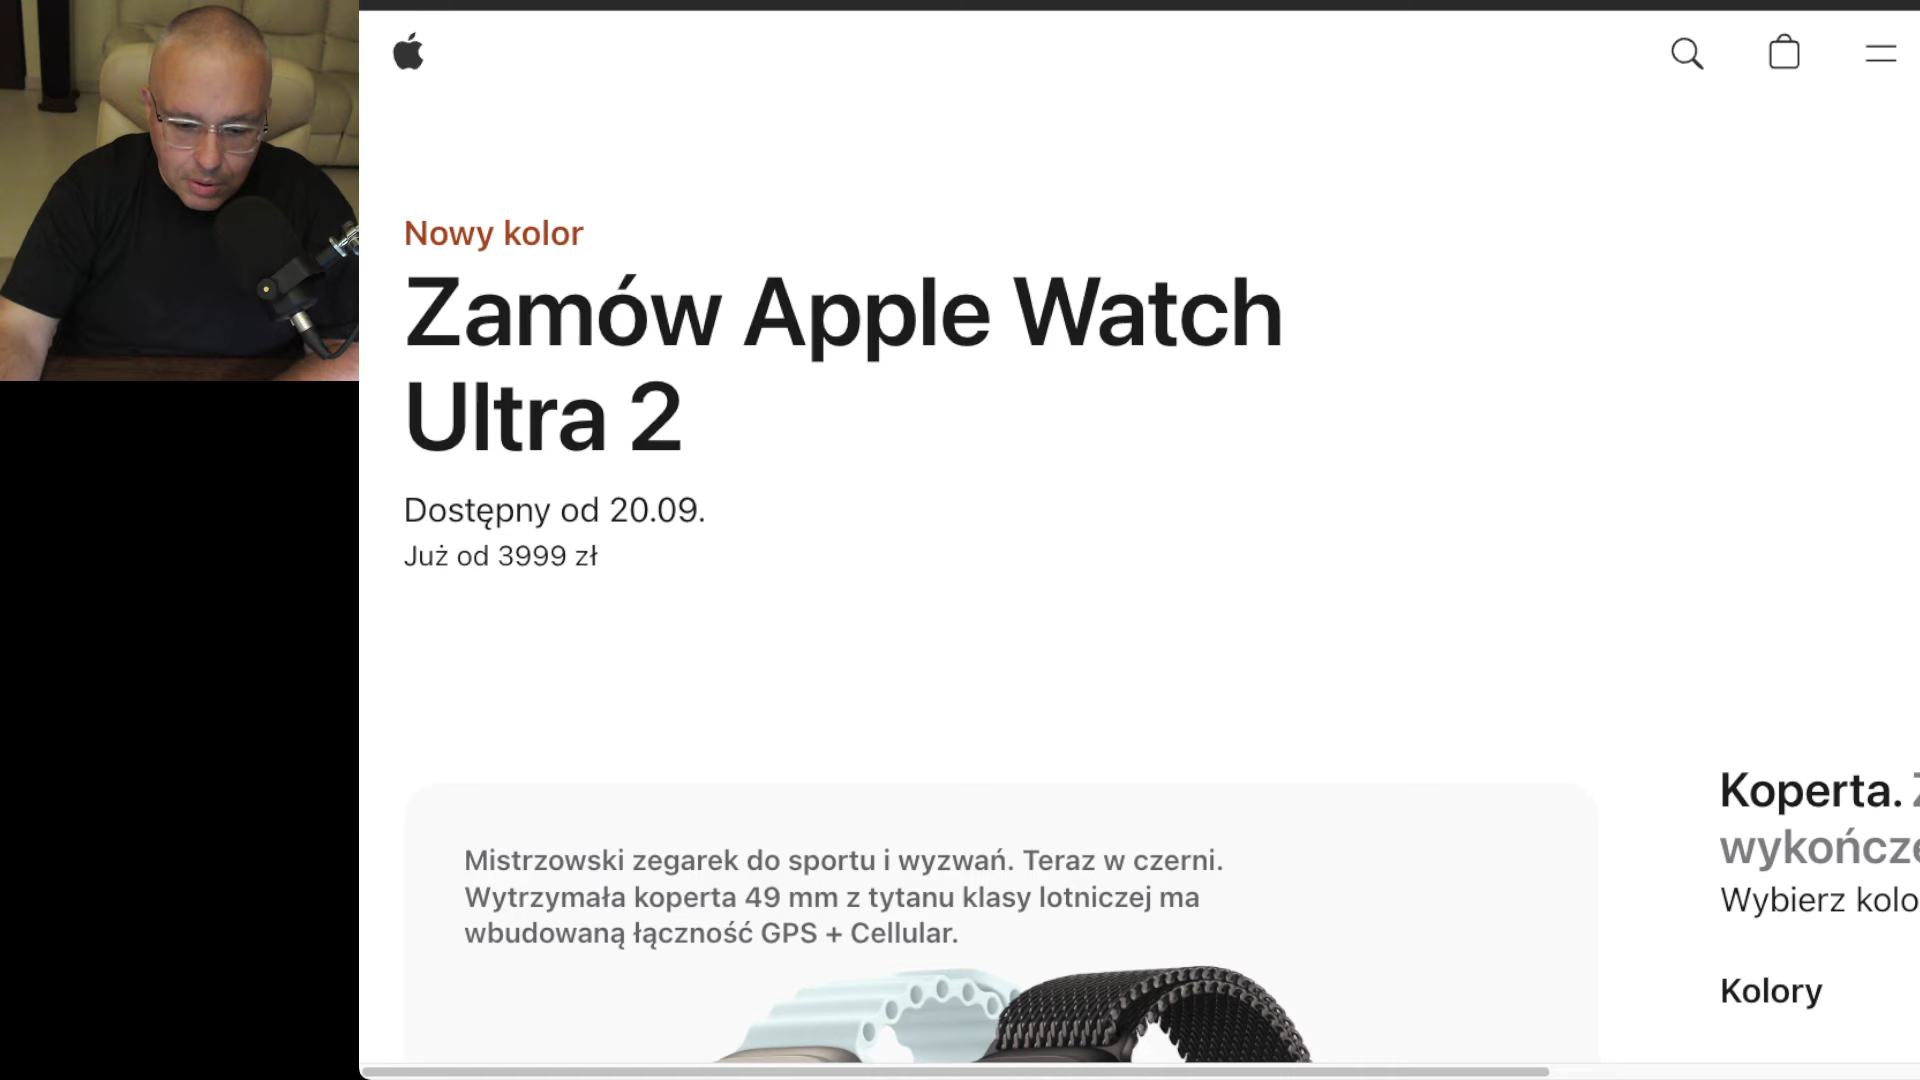 Nowy kolor
Zamów Apple Watch
Ultra 2
Dostępny od 20.09.
Już od 3999 zł
Mistrzowski zegarek do sportu i wyzwań. Teraz w czerni.
Wytrzymała koperta 49 mm z tytanu klasy lotniczej ma
wbudowaną łączność GPS + Cellular.
Koperta.
Wybierz
Kolory